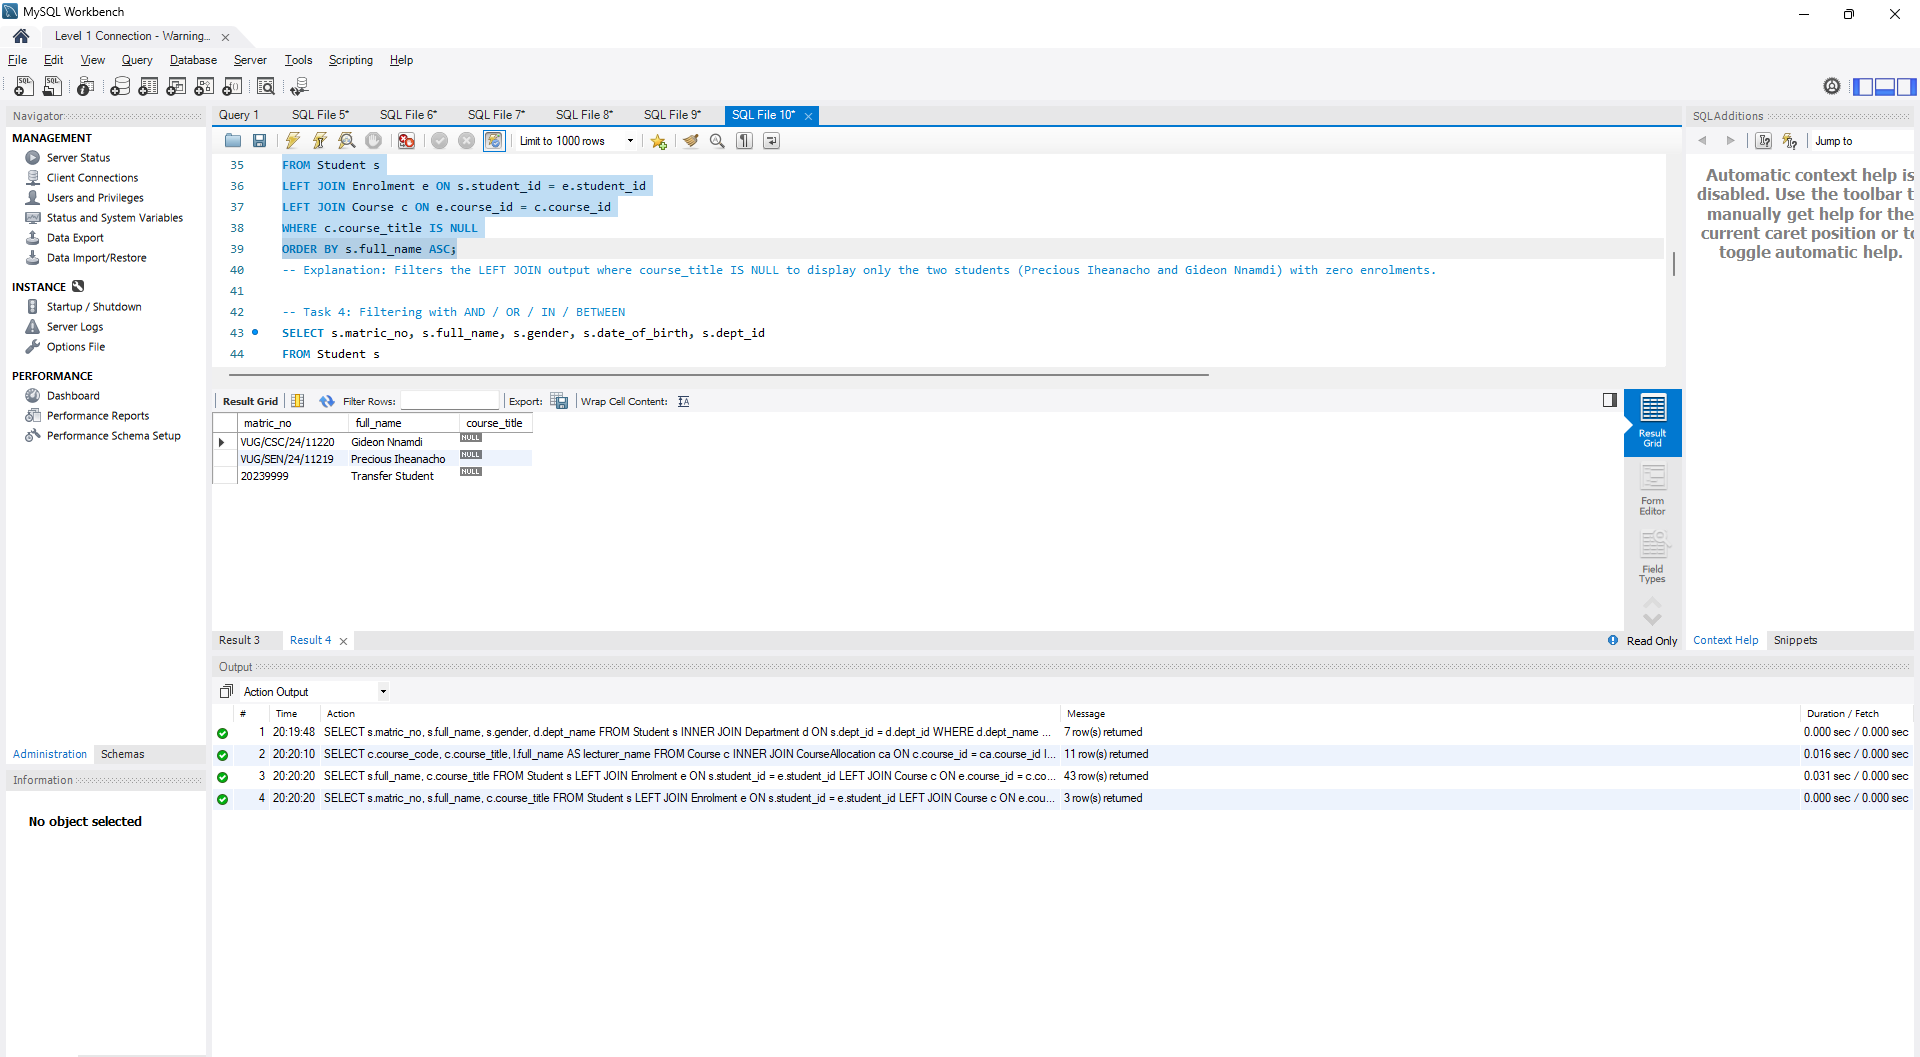 MySQL Workbench
Level 1 Connection - Warning...
File Edit View Query Database Server Tools Scripting Help
Navigator
MANAGEMENT
Server Status
Client Connections
Users and Privileges
Status and System Variables
Data Export
Data Import/Restore
INSTANCE
Startup / Shutdown
Server Logs
Options File
PERFORMANCE
Dashboard
Performance Reports
Performance Schema Setup
Administration Schemas
Information
No object selected
Query 1 SQL File 5* SQL File 6* SQL File 7* SQL File 8* SQL File 9* SQL File 10*
Limit to 1000 rows
35 FROM Student s
36 LEFT JOIN Enrolment e ON s.student_id = e.student_id
37 LEFT JOIN Course c ON e.course_id = c.course_id
38 WHERE c.course_title IS NULL
39 ORDER BY s.full_name ASC;
40 -- Explanation: Filters the LEFT JOIN output where course_title IS NULL to display only the two students (Precious Iheanacho and Gideon Nnamdi) with zero enrolments.
41
42 -- Task 4: Filtering with AND / OR / IN / BETWEEN
43 SELECT s.matric_no, s.full_name, s.gender, s.date_of_birth, s.dept_id
44 FROM Student s
Result Grid Filter Rows: Export: Wrap Cell Content:
matric_no full_name course_title
VUG/CSC/24/11220 Gideon Nnamdi NULL
VUG/SEN/24/11219 Precious Iheanacho NULL
20239999 Transfer Student NULL
Result Grid
Form Editor
Field Types
Result 3 Result 4 Read Only
SQLAdditions
Jump to
Automatic context help is
disabled. Use the toolbar t
manually get help for the
current caret position or to
toggle automatic help.
Context Help Snippets
Output
Action Output
# Time Action Message Duration / Fetch
1 20:19:48 SELECT s.matric_no, s.full_name, s.gender, d.dept_name FROM Student s INNER JOIN Department d ON s.dept_id = d.dept_id WHERE d.dept_name ... 7 row(s) returned 0.000 sec / 0.000 sec
2 20:20:10 SELECT c.course_code, c.course_title, l.full_name AS lecturer_name FROM Course c INNER JOIN CourseAllocation ca ON c.course_id = ca.course_id I... 11 row(s) returned 0.016 sec / 0.000 sec
3 20:20:20 SELECT s.full_name, c.course_title FROM Student s LEFT JOIN Enrolment e ON s.student_id = e.student_id LEFT JOIN Course c ON e.course_id = c.co... 43 row(s) returned 0.031 sec / 0.000 sec
4 20:20:20 SELECT s.matric_no, s.full_name, c.course_title FROM Student s LEFT JOIN Enrolment e ON s.student_id = e.student_id LEFT JOIN Course c ON e.cou... 3 row(s) returned 0.000 sec / 0.000 sec